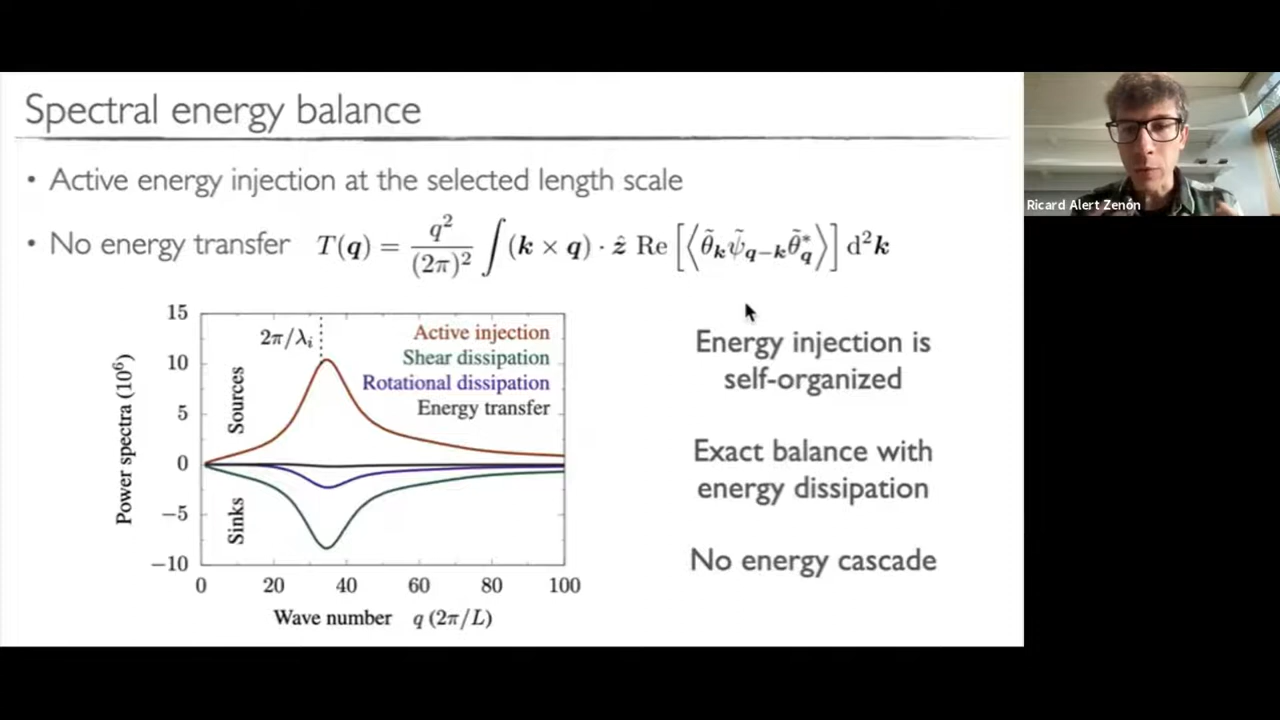 Spectral energy balance
• Active energy injection at the selected length scale
• No energy transfer T(q) = q²/(2π)² ∫(k × q) · ẑ Re[⟨θ̃ₖψ̃_{q−k}θ̃*_q⟩] d²k
15
10
5
0
−5
−10
Power spectra (10⁶)
Sources
Sinks
2π/λᵢ
Active injection
Shear dissipation
Rotational dissipation
Energy transfer
0 20 40 60 80 100
Wave number q (2π/L)
Energy injection is
self-organized
Exact balance with
energy dissipation
No energy cascade
Ricard Alert Zenón